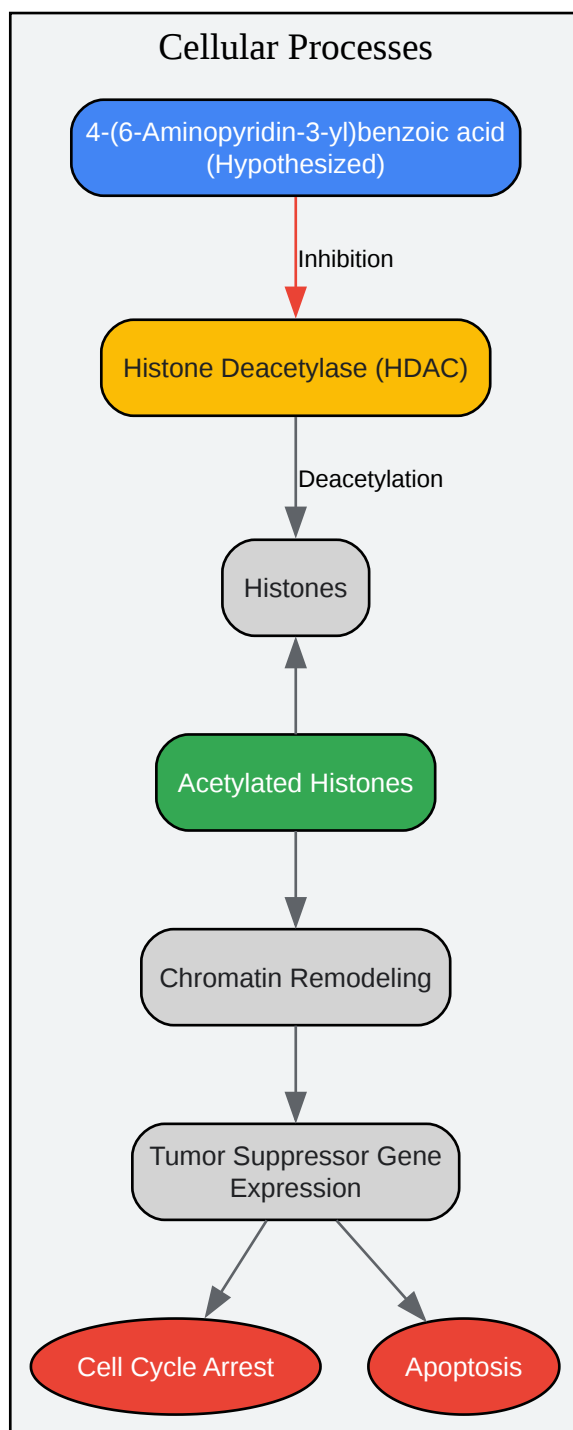 Cellular Processes
4-(6-Aminopyridin-3-yl)benzoic acid
(Hypothesized)
Inhibition
Histone Deacetylase (HDAC)
Deacetylation
Histones
Acetylated Histones
Chromatin Remodeling
Tumor Suppressor Gene
Expression
Cell Cycle Arrest
Apoptosis